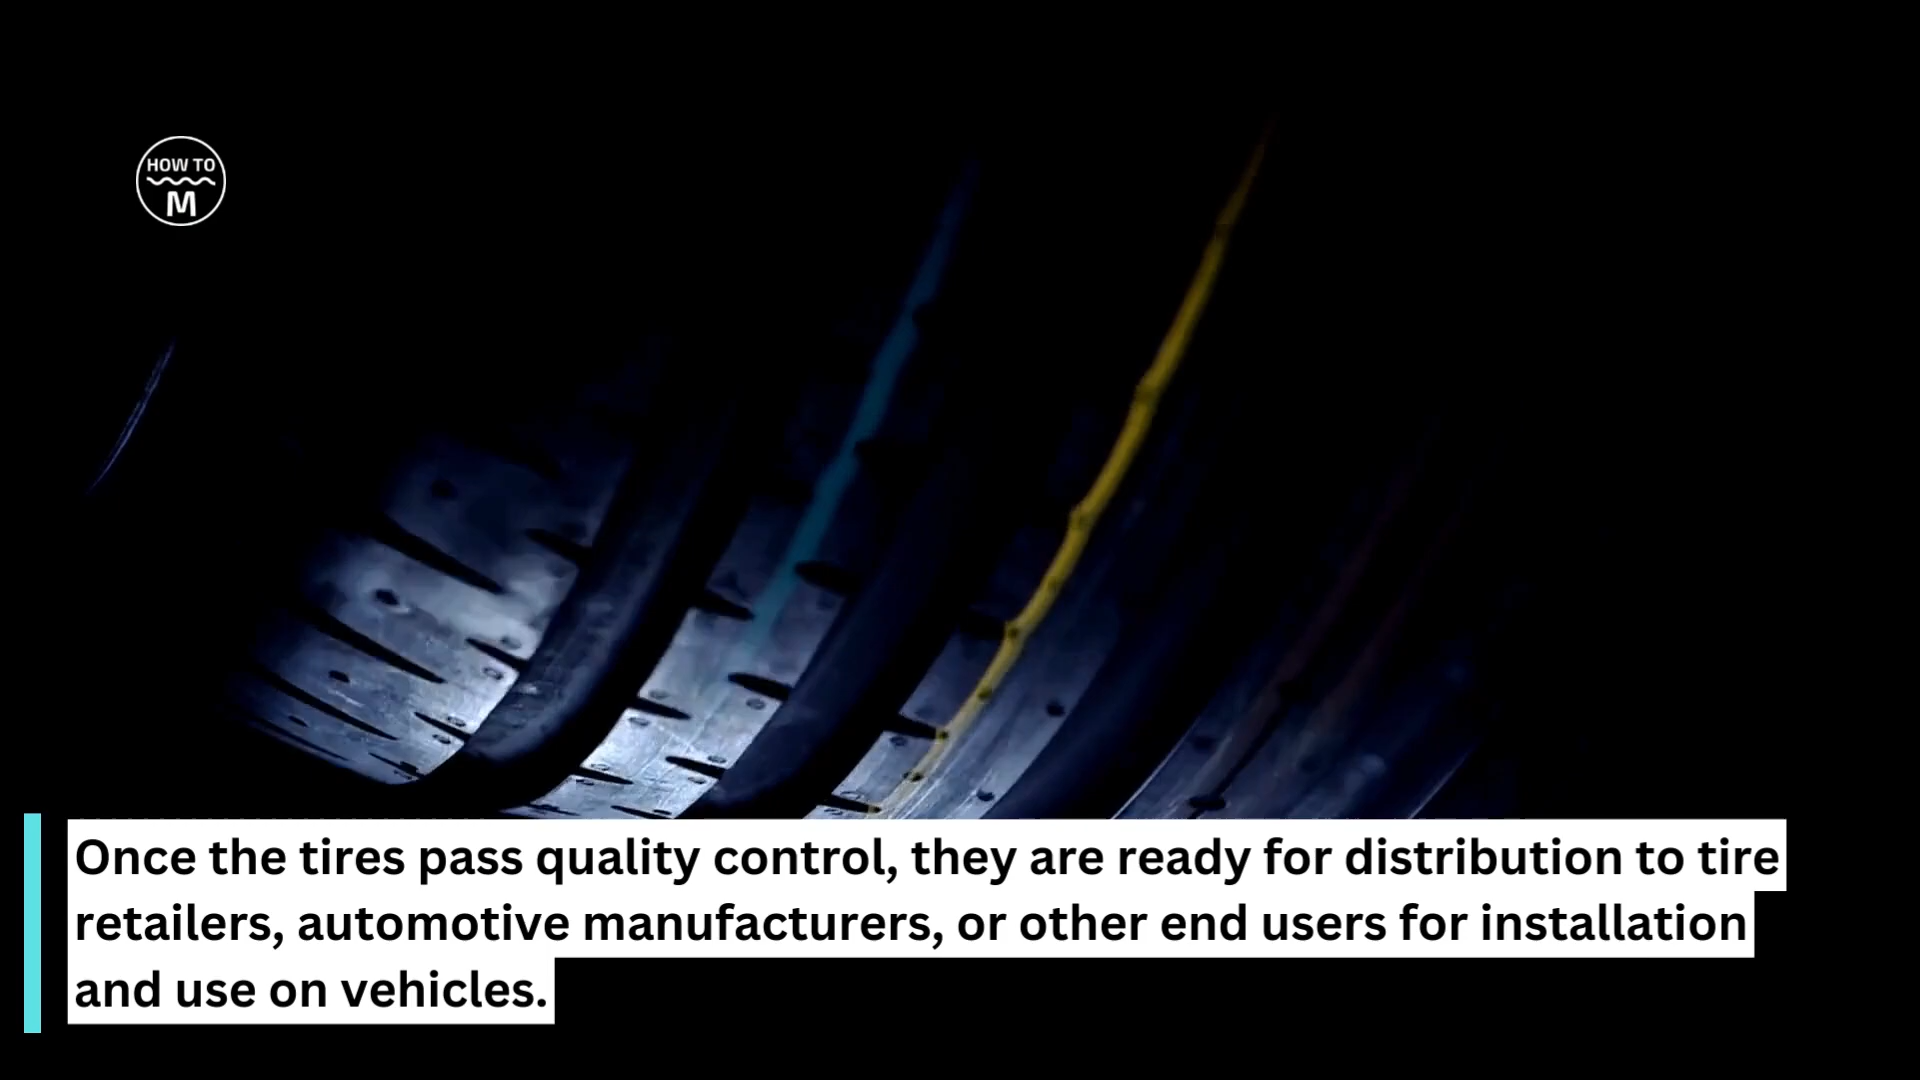 HOW TO
M
Once the tires pass quality control, they are ready for distribution to tire
retailers, automotive manufacturers, or other end users for installation
and use on vehicles.